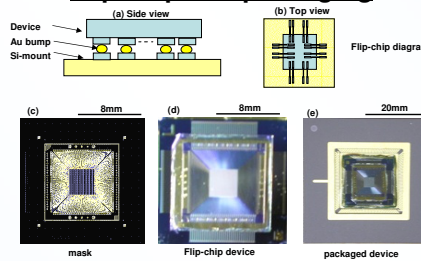 (a) Side view
(b) Top view
Device
Au bump
Si-mount
Flip-chip diagra
(c)
8mm
(d)
8mm
(e)
20mm
mask
Flip-chip device
packaged device